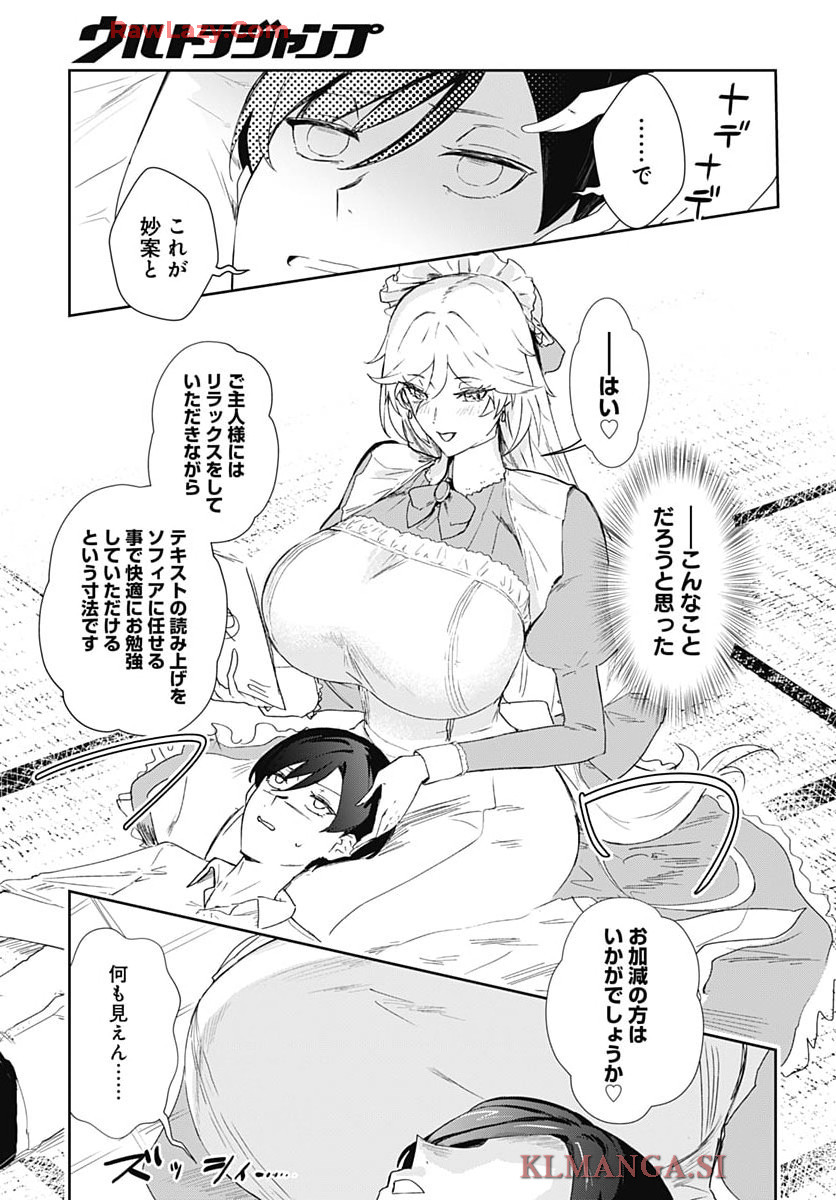 ウルトラジャンプ
RawLazy.Com
ナデナデ
……で
これが
妙案と
──はい♡
──こんなこと
だろうと思った
ご主人様には
リラックスをして
いただきながら
テキストの読み上げを
ソフィアに任せる
事で快適にお勉強
していただける
という寸法です
お加減の方は
いかがでしょうか♡
何も見えん……
ズッシィー……
KLMANGA.SI